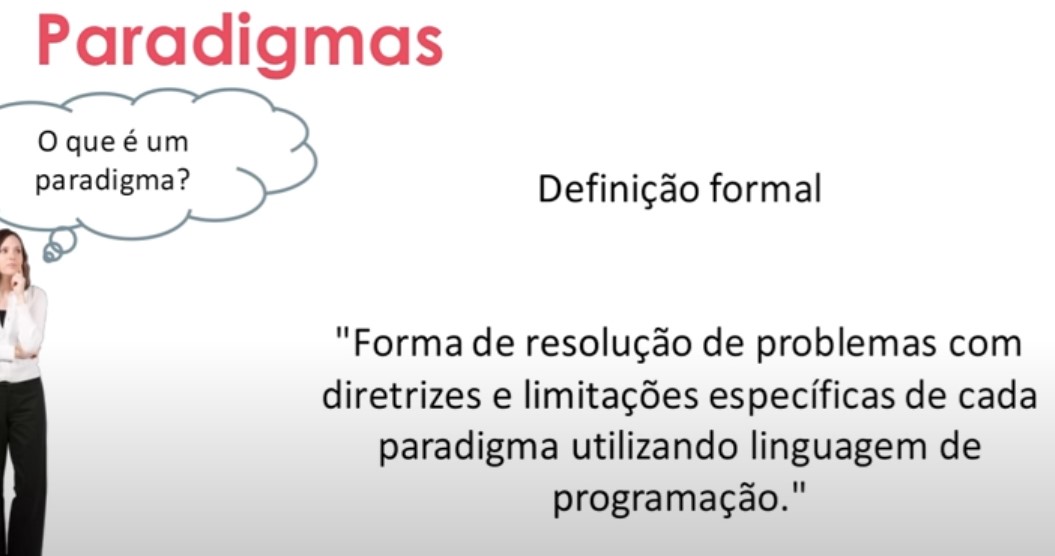 Paradigmas
O que é um
paradigma?
Definição formal
"Forma de resolução de problemas com
diretrizes e limitações específicas de cada
paradigma utilizando linguagem de
programação."